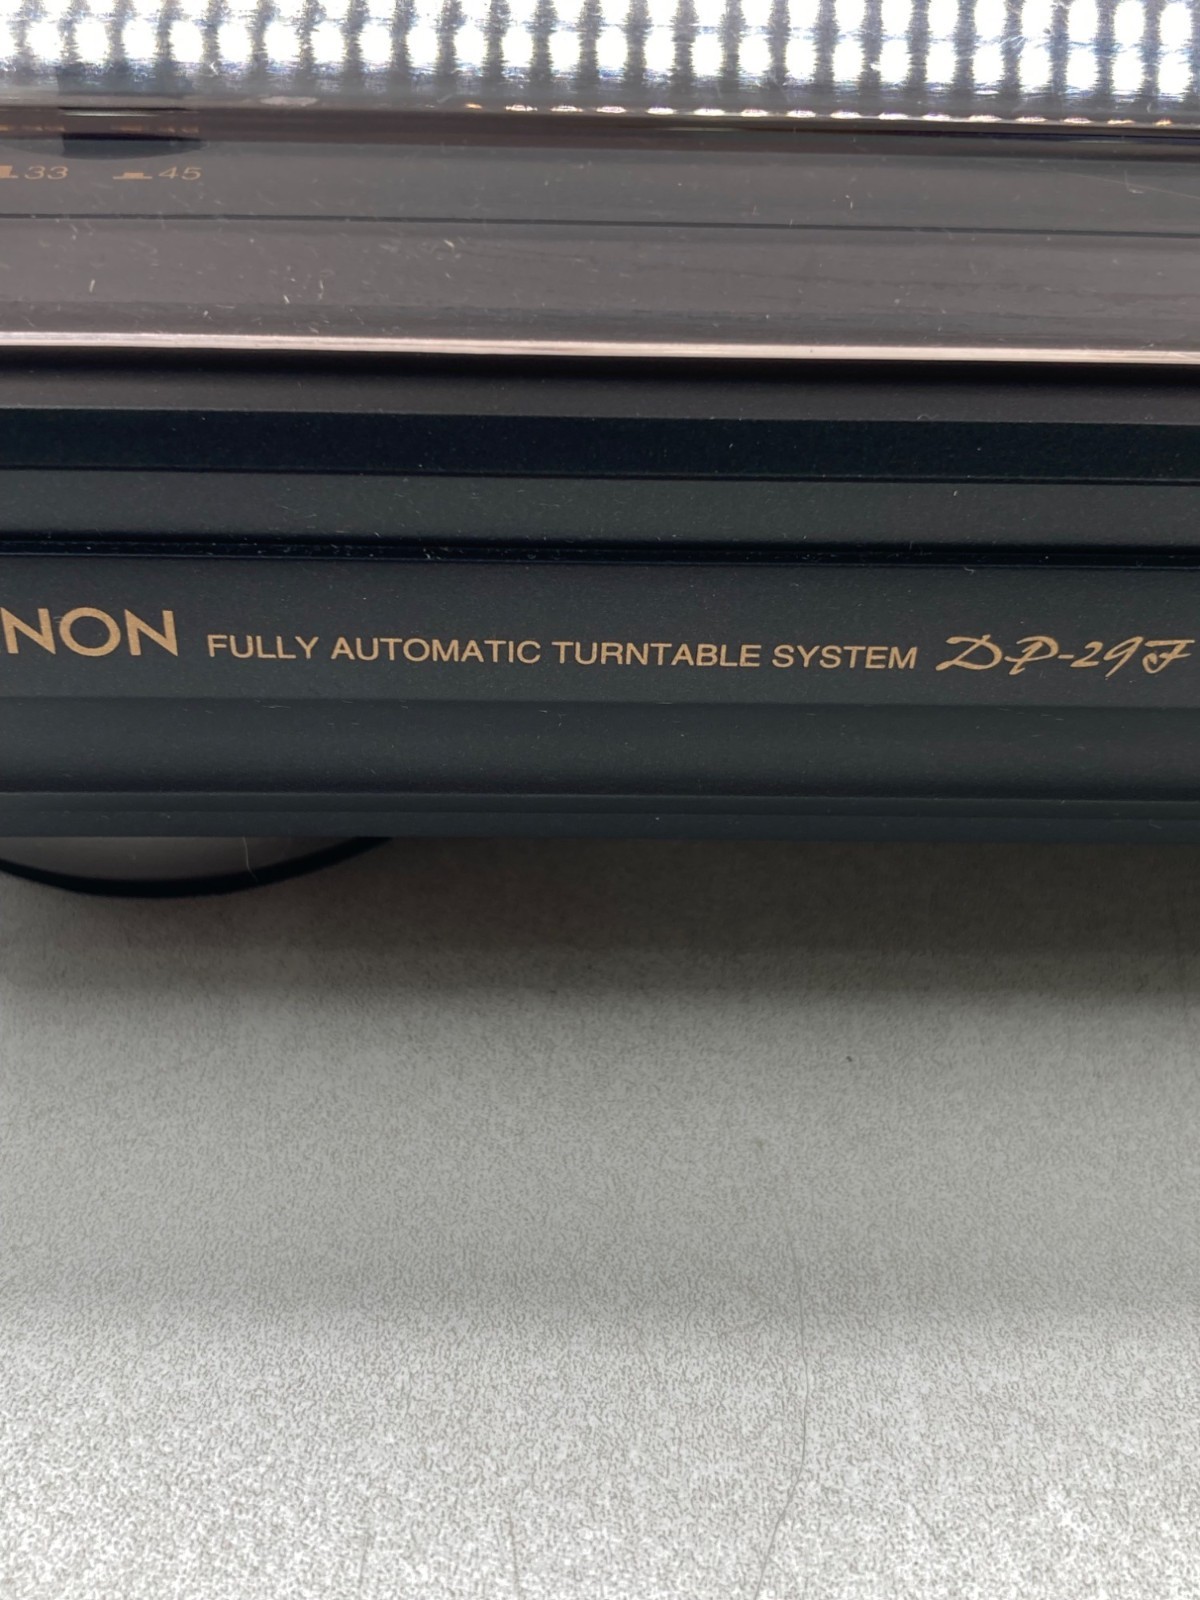 33 45
NON FULLY AUTOMATIC TURNTABLE SYSTEM DP-29F